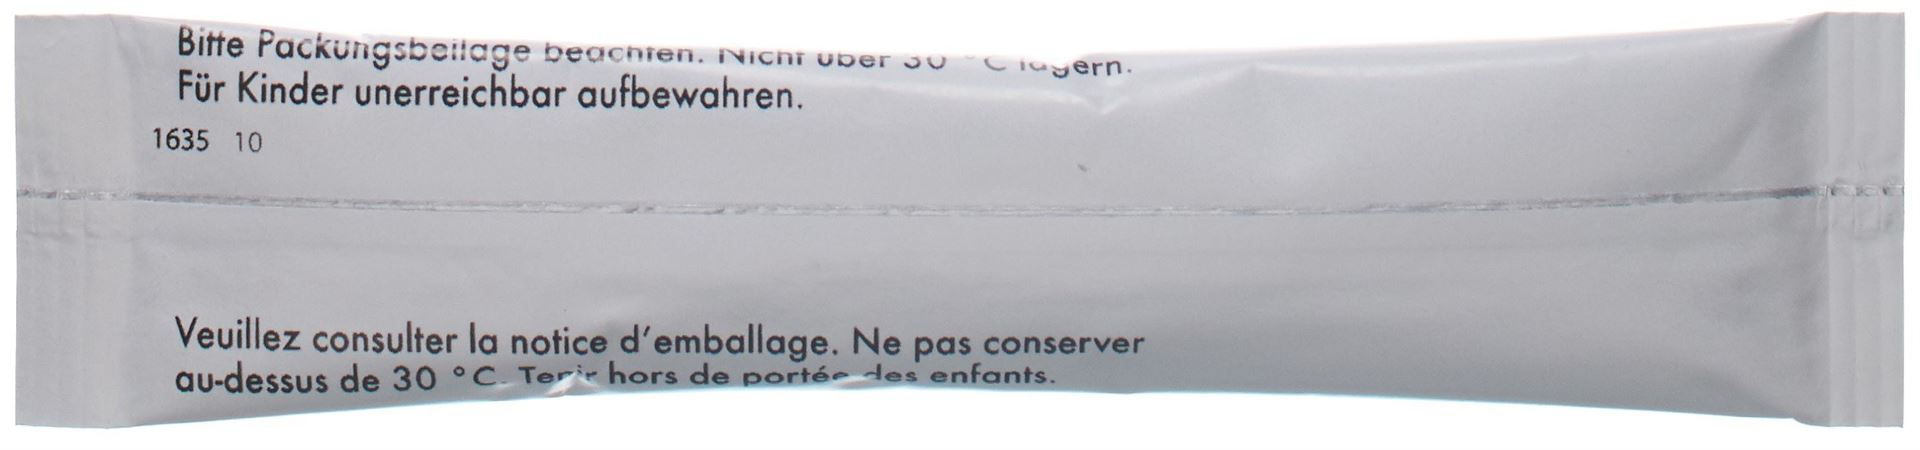 Bitte Packungsbeilage beachten. Nicht über 30 °C lagern.
Für Kinder unerreichbar aufbewahren.
1635 10
Veuillez consulter la notice d'emballage. Ne pas conserver
au-dessus de 30 °C. Tenir hors de portée des enfants.